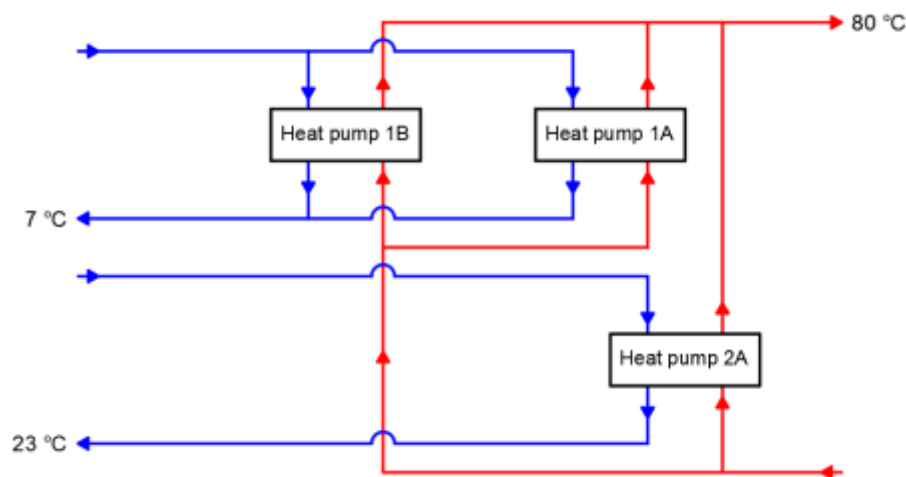 80 °C
Heat pump 1B
Heat pump 1A
7 °C
Heat pump 2A
23 °C